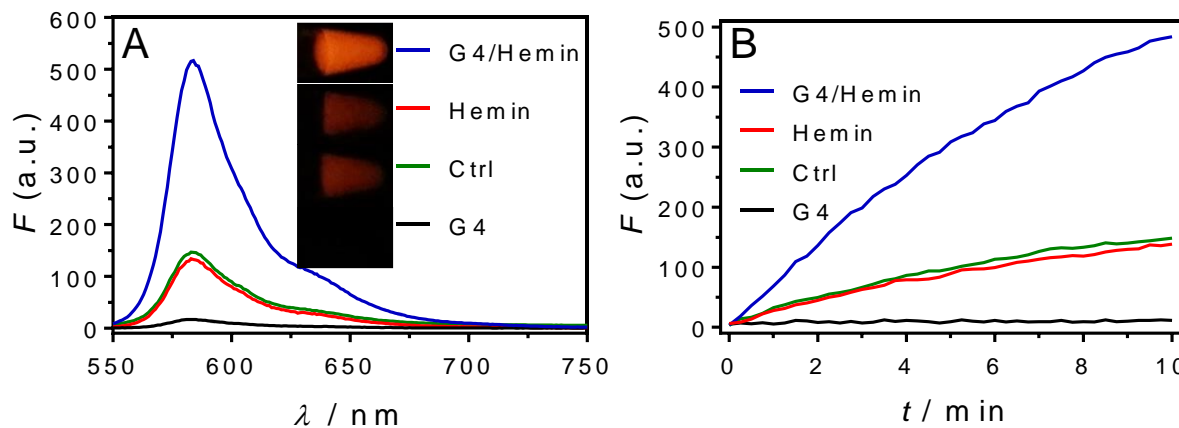 A
600
500
400
300
200
100
0
F (a.u.)
G4/Hemin
Hemin
Ctrl
G4
550 600 650 700 750
λ / nm
B
500
400
300
200
100
0
F (a.u.)
G4/Hemin
Hemin
Ctrl
G4
0 2 4 6 8 10
t / min